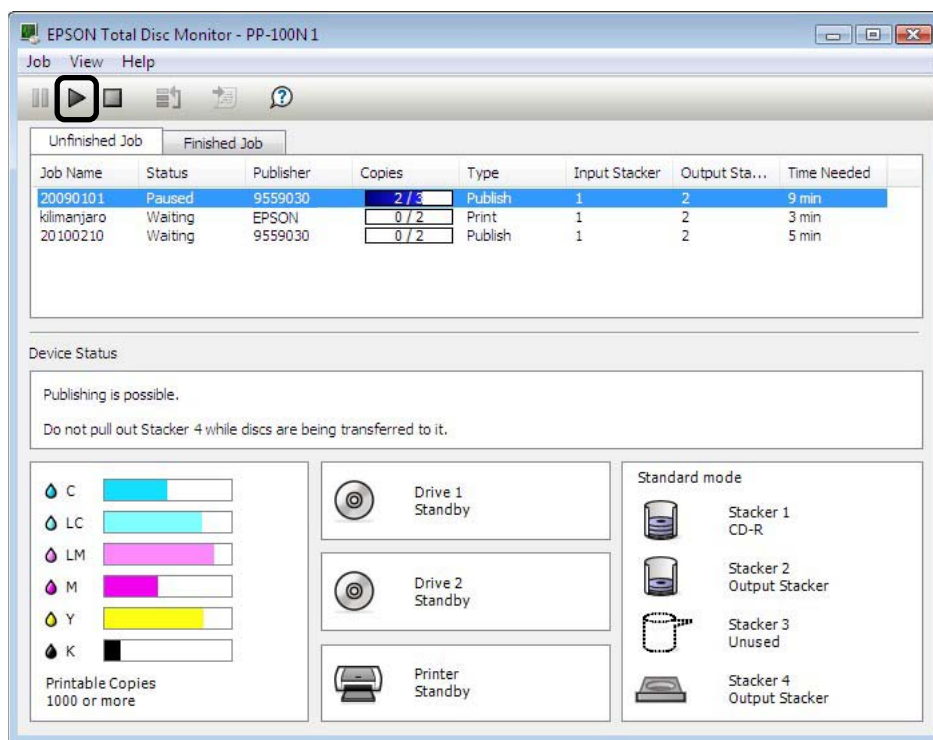 EPSON Total Disc Monitor - PP-100N 1
Job View Help
Unfinished Job Finished Job
Job Name Status Publisher Copies Type Input Stacker Output Sta... Time Needed
20090101 Paused 9559030 2 / 3 Publish 1 2 9 min
kilimanjaro Waiting EPSON 0 / 2 Print 1 2 3 min
20100210 Waiting 9559030 0 / 2 Publish 1 2 5 min
Device Status
Publishing is possible.
Do not pull out Stacker 4 while discs are being transferred to it.
C
LC
LM
M
Y
K
Printable Copies
1000 or more
Drive 1
Standby
Drive 2
Standby
Printer
Standby
Standard mode
Stacker 1
CD-R
Stacker 2
Output Stacker
Stacker 3
Unused
Stacker 4
Output Stacker